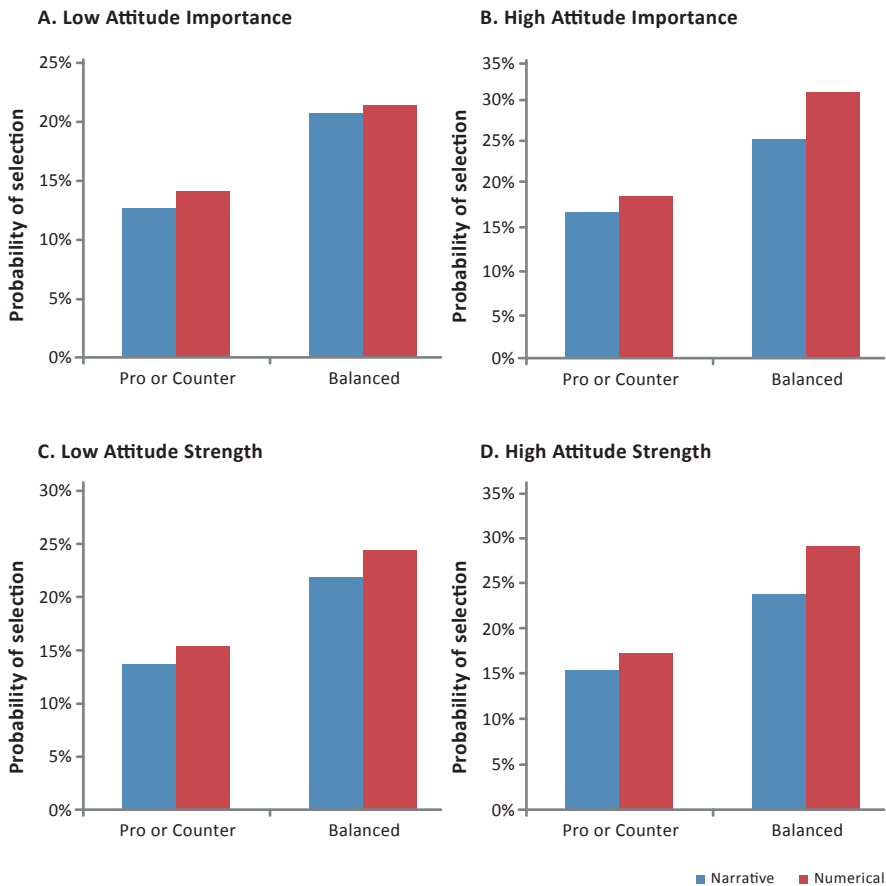 A. Low Attitude Importance
Probability of selection
25%
20%
15%
10%
5%
0%
Pro or Counter Balanced
B. High Attitude Importance
Probability of selection
35%
30%
25%
20%
15%
10%
5%
0%
Pro or Counter Balanced
C. Low Attitude Strength
Probability of selection
30%
25%
20%
15%
10%
5%
0%
Pro or Counter Balanced
D. High Attitude Strength
Probability of selection
35%
30%
25%
20%
15%
10%
5%
0%
Pro or Counter Balanced
Narrative Numerical